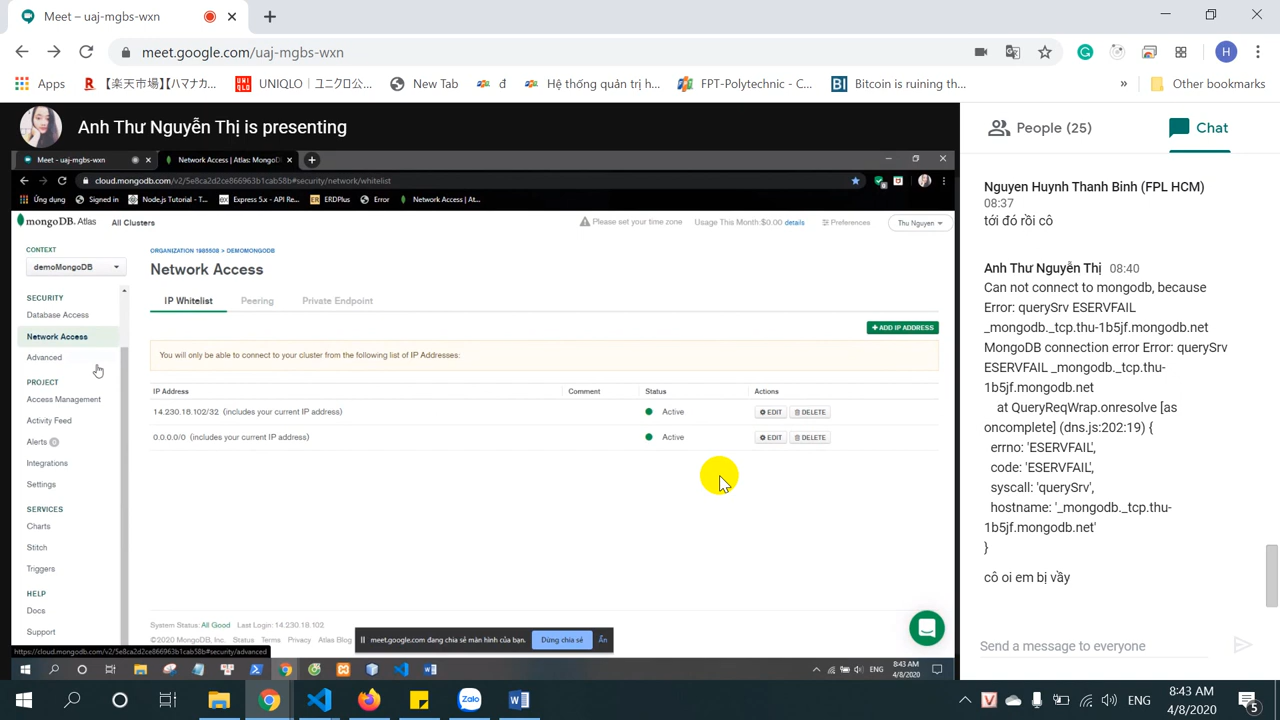 Meet – uaj-mgbs-wxn
meet.google.com/uaj-mgbs-wxn
H
Apps
【楽天市場】【ハマナカ...
UNIQLO｜ユニクロ公...
New Tab
đ
Hệ thống quản trị h...
FPT-Polytechnic - C...
Bitcoin is ruining th...
»
Other bookmarks
Anh Thư Nguyễn Thị is presenting
Meet - uaj-mgbs-wxn
Network Access | Atlas: MongoD
cloud.mongodb.com/v2/5e8ca2d2ce866963b1cab58b#security/network/whitelist
Ứng dụng
Signed in
Node.js Tutorial - T...
Express 5.x - API Re...
ERDPlus
Error
Network Access | At...
mongoDB. Atlas
All Clusters
Please set your time zone
Usage This Month:$0.00 details
Preferences
Thu Nguyen
CONTEXT
demoMongoDB
SECURITY
Database Access
Network Access
Advanced
PROJECT
Access Management
Activity Feed
Alerts 0
Integrations
Settings
SERVICES
Charts
Stitch
Triggers
HELP
Docs
Support
ORGANIZATION 1985508 > DEMOMONGODB
Network Access
IP Whitelist
Peering
Private Endpoint
+ ADD IP ADDRESS
You will only be able to connect to your cluster from the following list of IP Addresses:
IP Address
Comment
Status
Actions
14.230.18.102/32 (includes your current IP address)
Active
EDIT
DELETE
0.0.0.0/0 (includes your current IP address)
Active
EDIT
DELETE
System Status: All Good Last Login: 14.230.18.102
©2020 MongoDB, Inc. Status Terms Privacy Atlas Blog
meet.google.com đang chia sẻ màn hình của bạn.
Dừng chia sẻ
Ẩn
https://cloud.mongodb.com/v2/5e8ca2d2ce866963b1cab58b#security/advanced
ENG
8:43 AM
4/8/2020
People (25)
Chat
Nguyen Huynh Thanh Binh (FPL HCM)
08:37
tới đó rồi cô
Anh Thư Nguyễn Thị 08:40
Can not connect to mongodb, because
Error: querySrv ESERVFAIL
_mongodb._tcp.thu-1b5jf.mongodb.net
MongoDB connection error Error: querySrv
ESERVFAIL _mongodb._tcp.thu-
1b5jf.mongodb.net
at QueryReqWrap.onresolve [as
oncomplete] (dns.js:202:19) {
errno: 'ESERVFAIL',
code: 'ESERVFAIL',
syscall: 'querySrv',
hostname: '_mongodb._tcp.thu-
1b5jf.mongodb.net'
}
cô oi em bị vầy
Send a message to everyone
Zalo
ENG
8:43 AM
4/8/2020
5